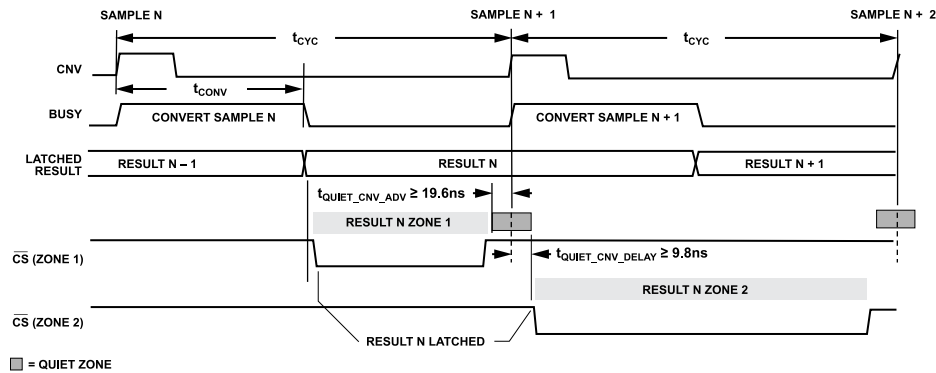 SAMPLE N
SAMPLE N + 1
SAMPLE N + 2
tCYC
tCYC
CNV
tCONV
BUSY
CONVERT SAMPLE N
CONVERT SAMPLE N + 1
LATCHED
RESULT
RESULT N – 1
RESULT N
RESULT N + 1
tQUIET_CNV_ADV ≥ 19.6ns
RESULT N ZONE 1
CS (ZONE 1)
tQUIET_CNV_DELAY ≥ 9.8ns
RESULT N ZONE 2
CS (ZONE 2)
RESULT N LATCHED
= QUIET ZONE